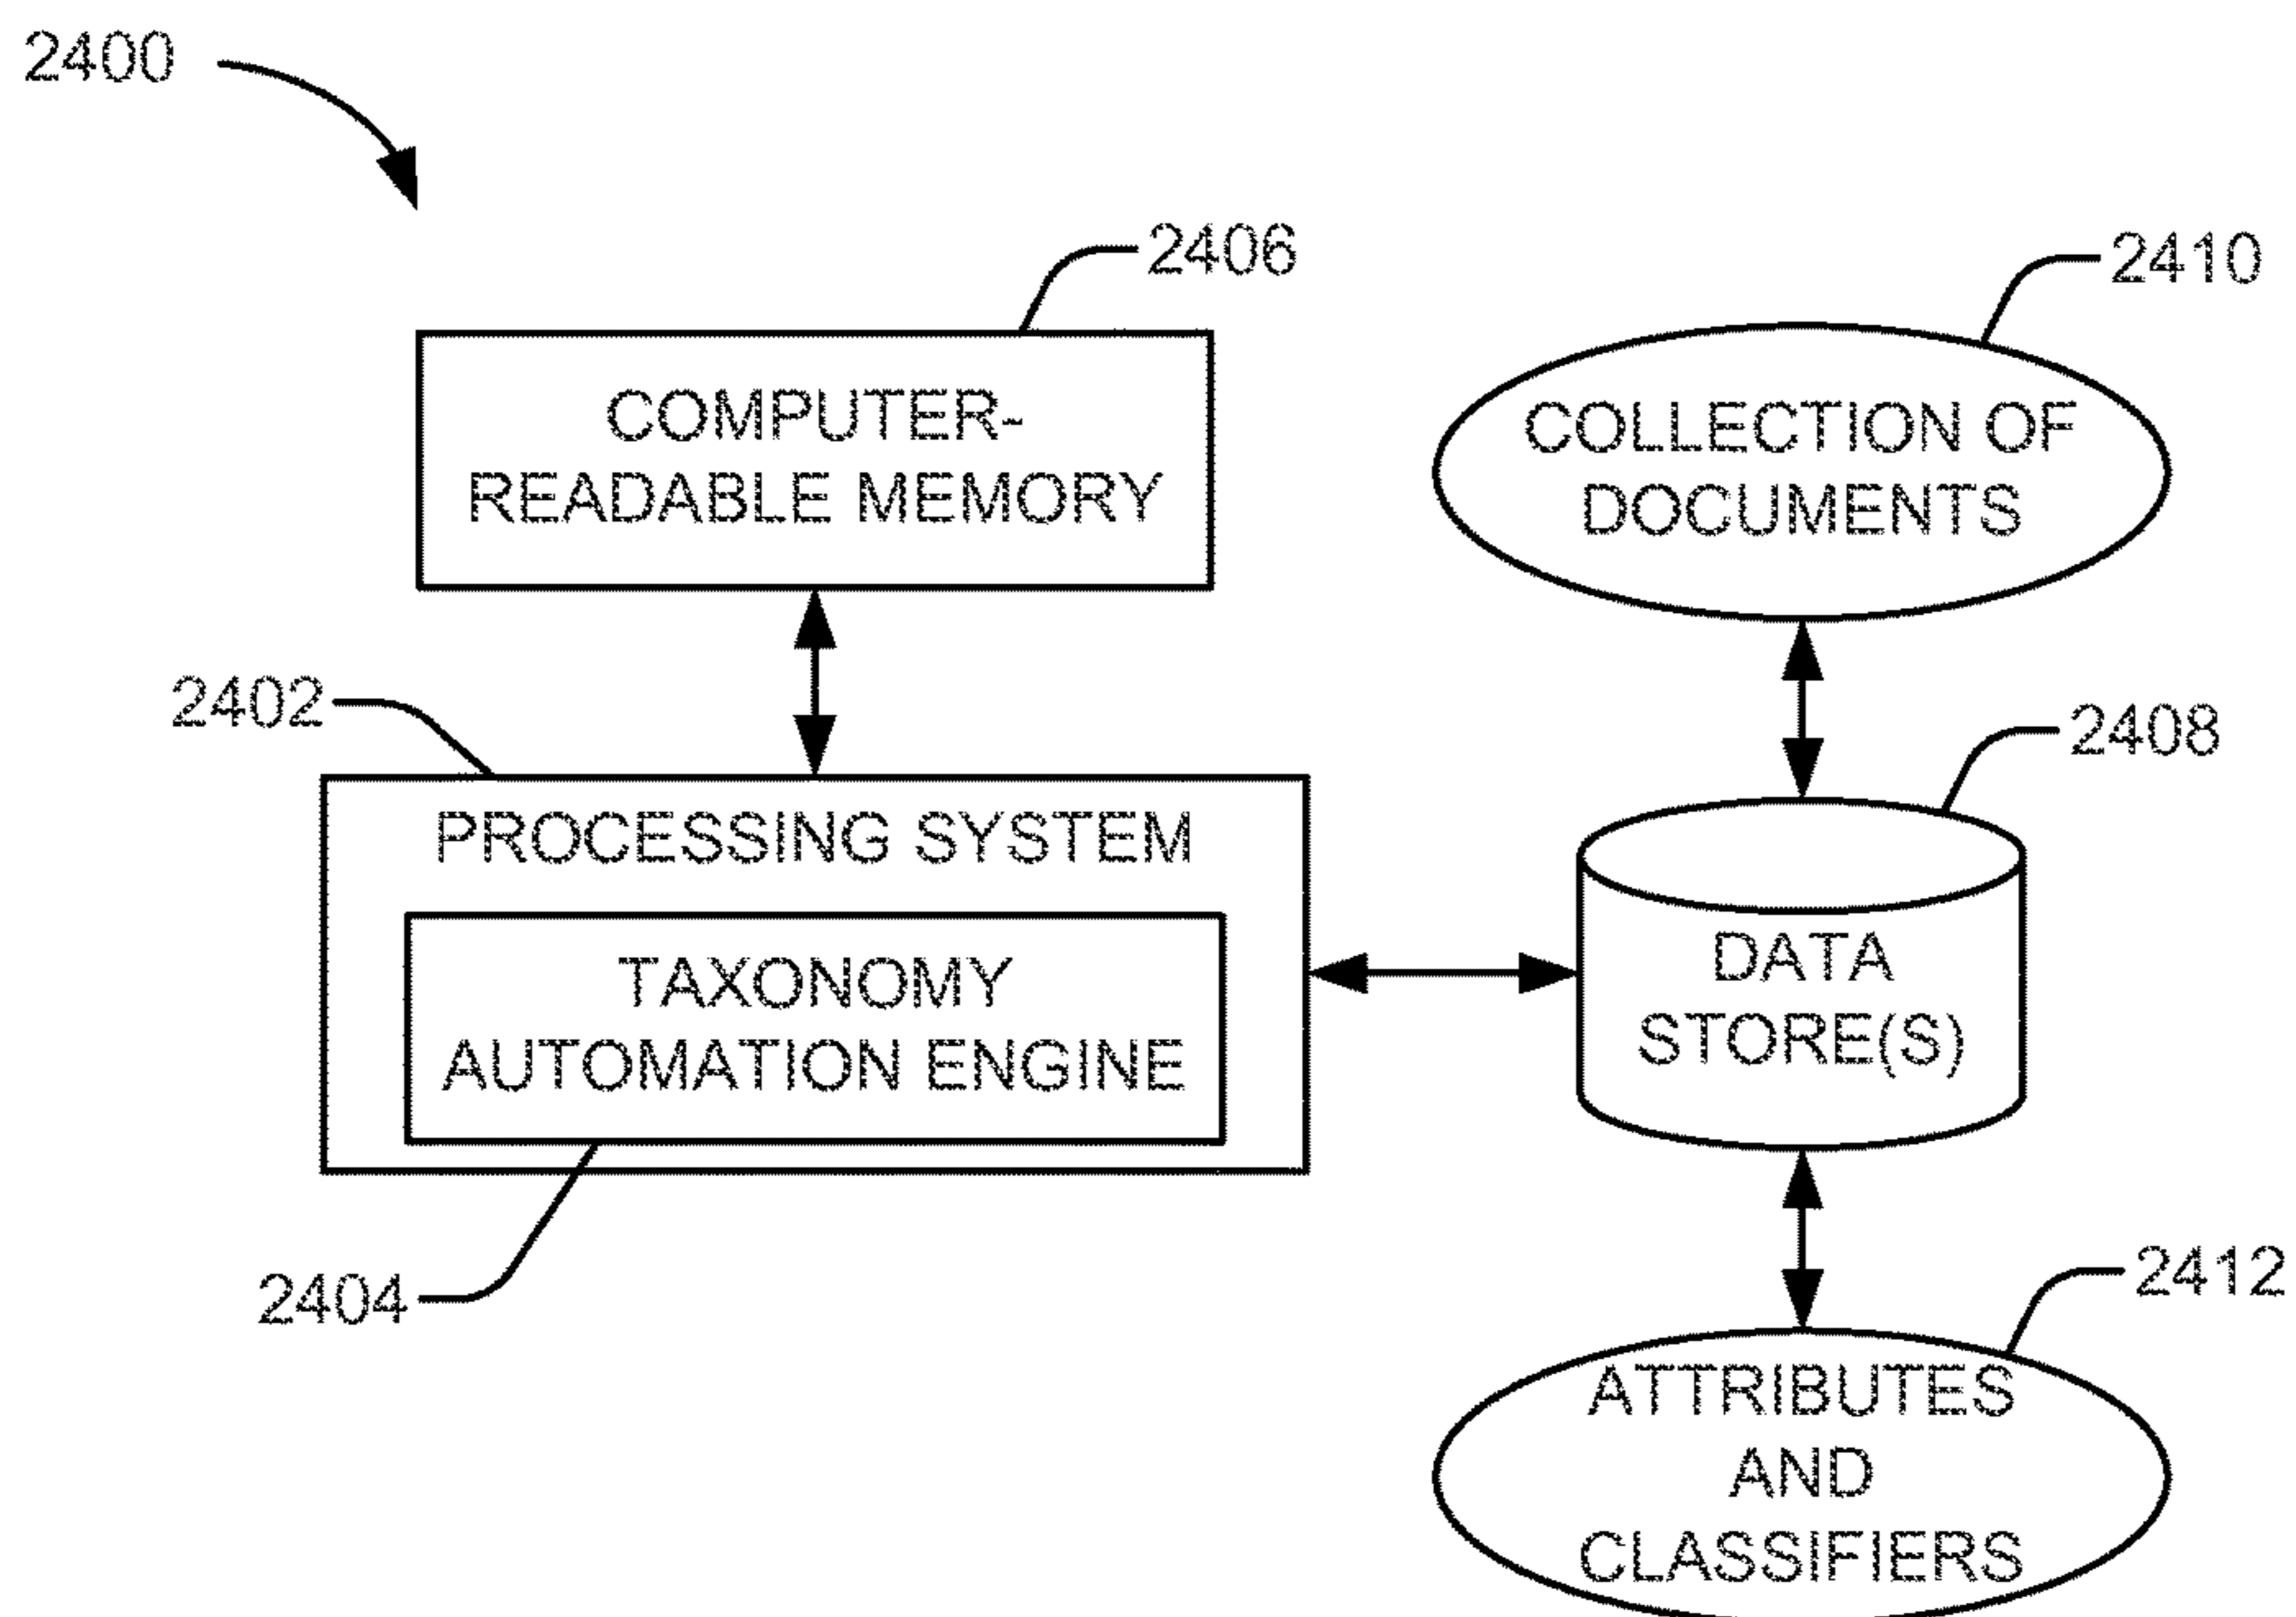 2400
2406
COMPUTER-
READABLE MEMORY
2410
COLLECTION OF
DOCUMENTS
2402
PROCESSING SYSTEM
TAXONOMY
AUTOMATION ENGINE
2404
2408
DATA
STORE(S)
2412
ATTRIBUTES
AND
CLASSIFIERS